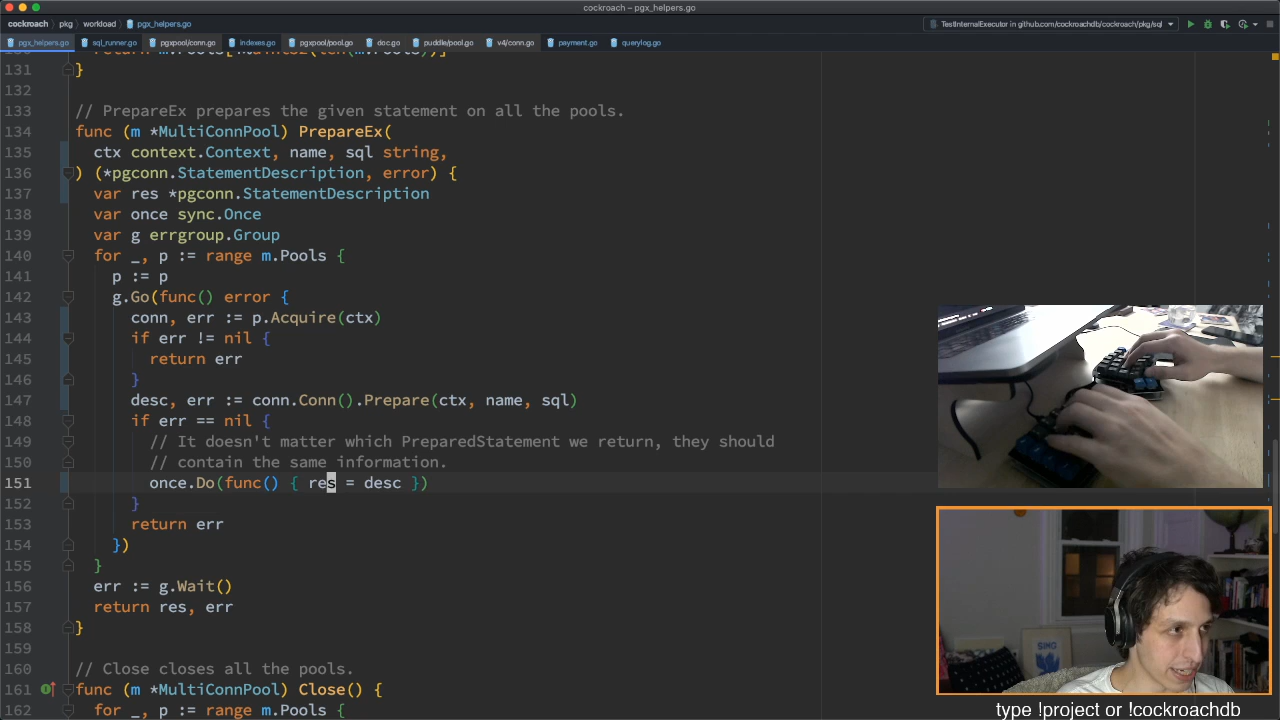 cockroach – pgx_helpers.go
cockroach › pkg › workload › pgx_helpers.go
TestInternalExecutor in github.com/cockroachdb/cockroach/pkg/sql
pgx_helpers.go sql_runner.go pgxpool/conn.go indexes.go pgxpool/pool.go doc.go puddle/pool.go v4/conn.go payment.go querylog.go
131 }
132
133 // PrepareEx prepares the given statement on all the pools.
134 func (m *MultiConnPool) PrepareEx(
135 ctx context.Context, name, sql string,
136 ) (*pgconn.StatementDescription, error) {
137 var res *pgconn.StatementDescription
138 var once sync.Once
139 var g errgroup.Group
140 for _, p := range m.Pools {
141 p := p
142 g.Go(func() error {
143 conn, err := p.Acquire(ctx)
144 if err != nil {
145 return err
146 }
147 desc, err := conn.Conn().Prepare(ctx, name, sql)
148 if err == nil {
149 // It doesn't matter which PreparedStatement we return, they should
150 // contain the same information.
151 once.Do(func() { res = desc })
152 }
153 return err
154 })
155 }
156 err := g.Wait()
157 return res, err
158 }
159
160 // Close closes all the pools.
161 func (m *MultiConnPool) Close() {
162 for _, p := range m.Pools {
SING
type !project or !cockroachdb